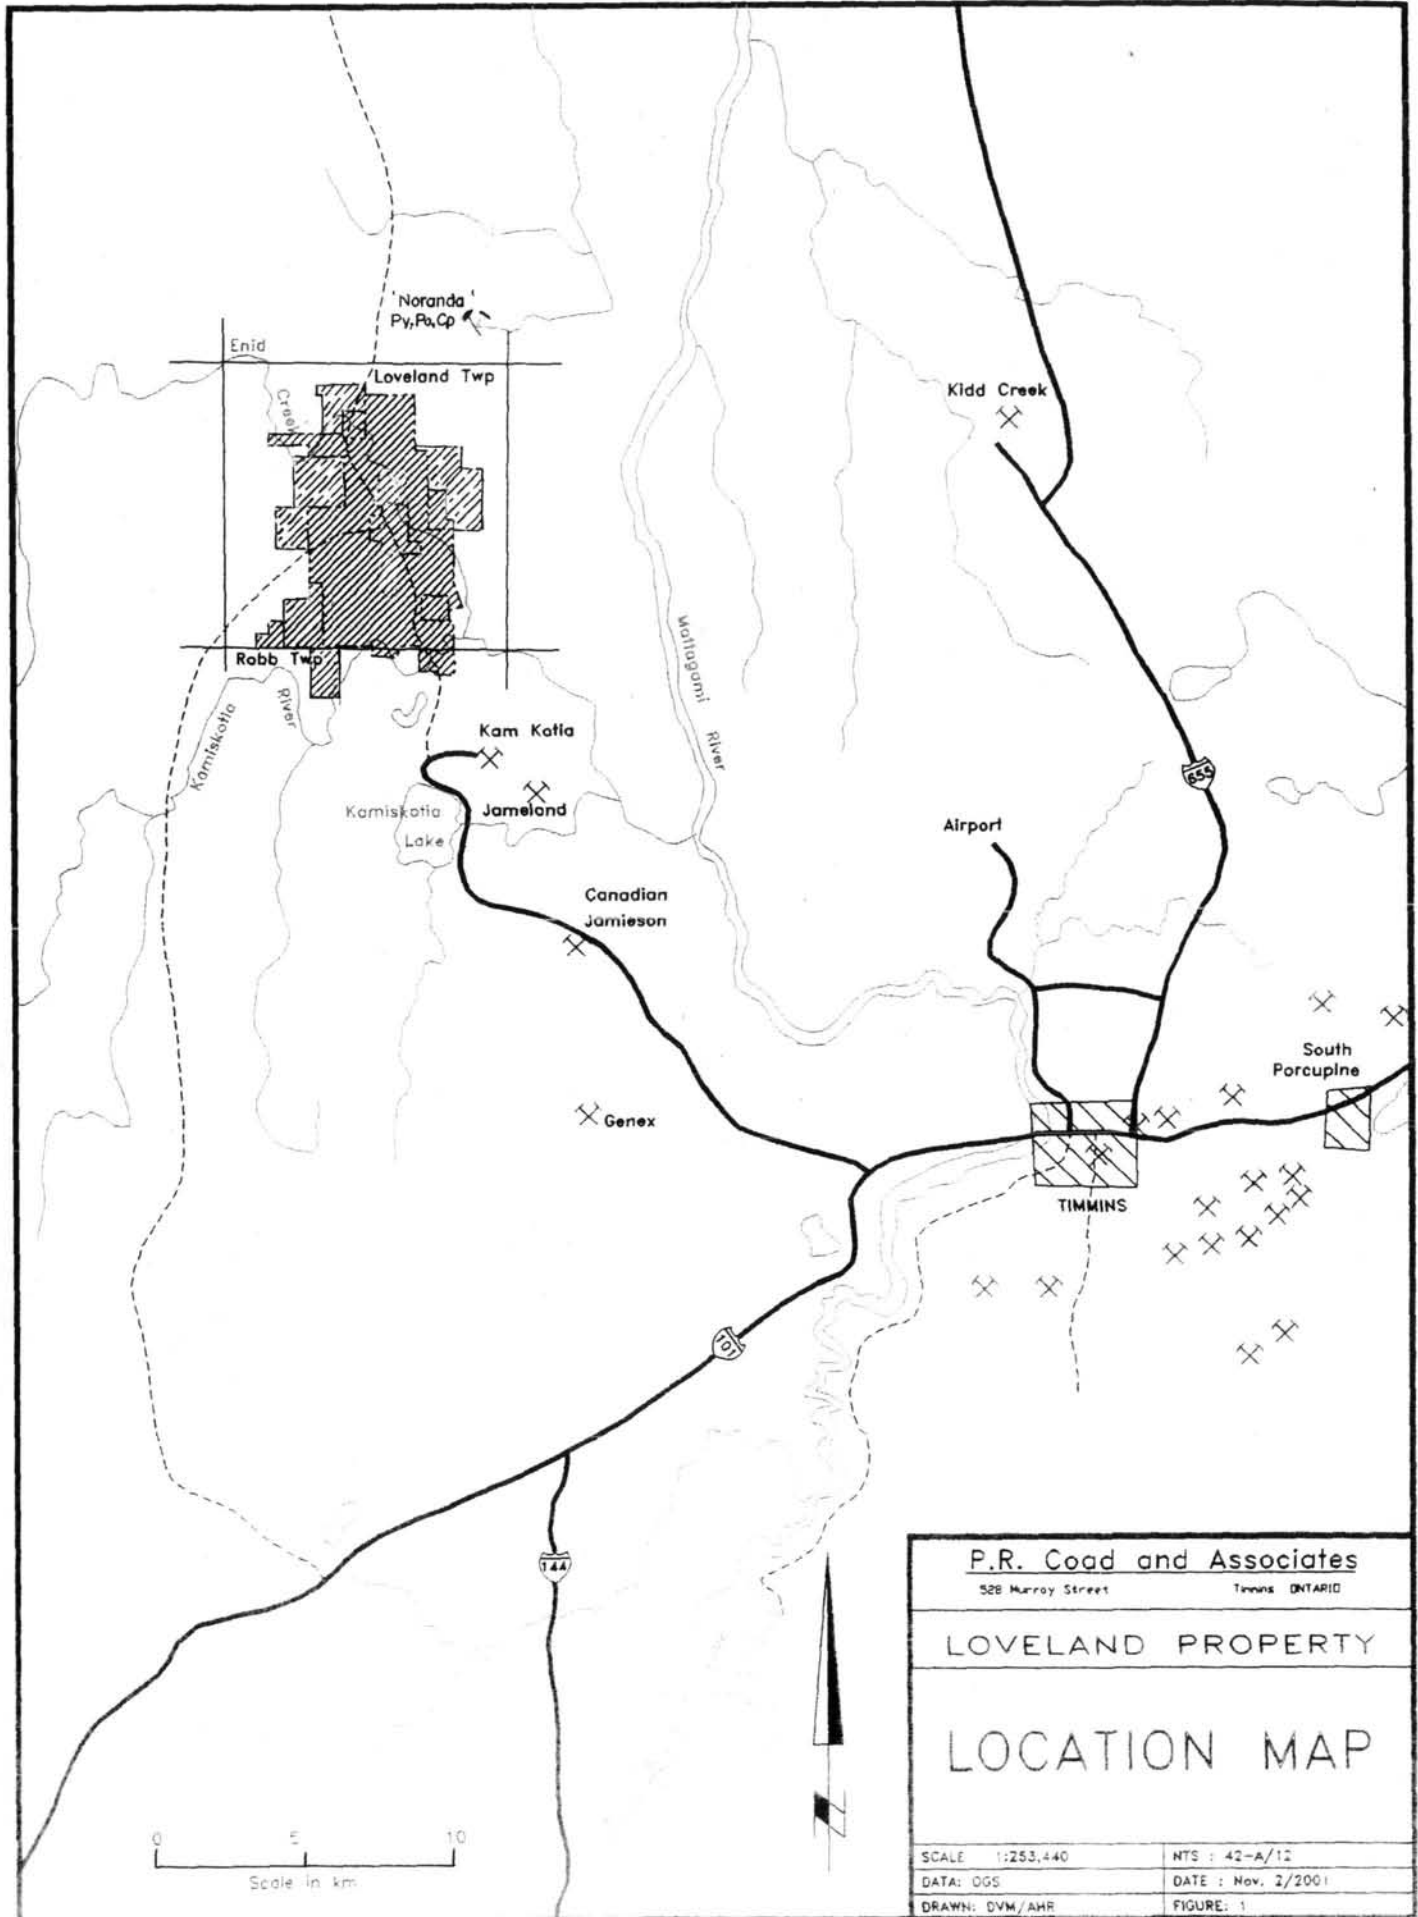 'Noranda'
Py,Po,Cp
Enid
Loveland Twp
Creek
Kidd Creek
Mattagami
River
Robb Twp
Kamiskotia
River
Kam Kotia
655
Jameland
Kamiskotia
Lake
Airport
Canadian
Jamieson
South
Porcupine
Genex
TIMMINS
101
144
P.R. Coad and Associates
528 Murray Street Timmins ONTARIO
LOVELAND PROPERTY
LOCATION MAP
0 5 10
Scale in km
SCALE 1:253,440 NTS : 42-A/12
DATA: OGS DATE : Nov. 2/2001
DRAWN: DVM/AHR FIGURE: 1